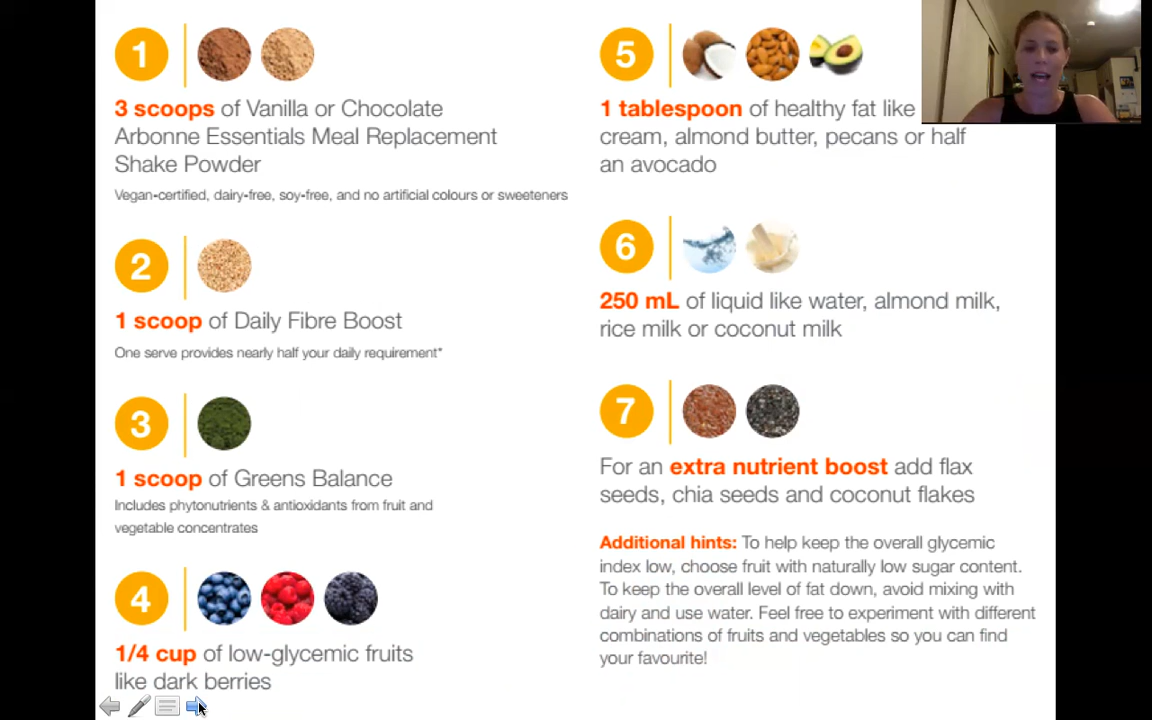 1
3 scoops of Vanilla or Chocolate
Arbonne Essentials Meal Replacement
Shake Powder
Vegan-certified, dairy-free, soy-free, and no artificial colours or sweeteners
2
1 scoop of Daily Fibre Boost
One serve provides nearly half your daily requirement*
3
1 scoop of Greens Balance
Includes phytonutrients & antioxidants from fruit and
vegetable concentrates
4
1/4 cup of low-glycemic fruits
like dark berries
5
1 tablespoon of healthy fat like
cream, almond butter, pecans or half
an avocado
6
250 mL of liquid like water, almond milk,
rice milk or coconut milk
7
For an extra nutrient boost add flax
seeds, chia seeds and coconut flakes
Additional hints: To help keep the overall glycemic
index low, choose fruit with naturally low sugar content.
To keep the overall level of fat down, avoid mixing with
dairy and use water. Feel free to experiment with different
combinations of fruits and vegetables so you can find
your favourite!